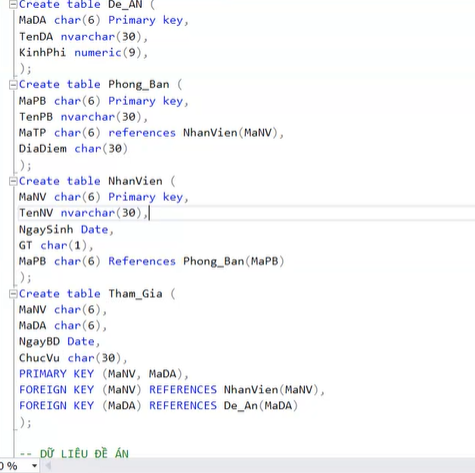 Create table De_AN (
MaDA char(6) Primary key,
TenDA nvarchar(30),
KinhPhi numeric(9),
);
Create table Phong_Ban (
MaPB char(6) Primary key,
TenPB nvarchar(30),
MaTP char(6) references NhanVien(MaNV),
DiaDiem char(30)
);
Create table NhanVien (
MaNV char(6) Primary key,
TenNV nvarchar(30),
NgaySinh Date,
GT char(1),
MaPB char(6) References Phong_Ban(MaPB)
);
Create table Tham_Gia (
MaNV char(6),
MaDA char(6),
NgayBD Date,
ChucVu char(30),
PRIMARY KEY (MaNV, MaDA),
FOREIGN KEY (MaNV) REFERENCES NhanVien(MaNV),
FOREIGN KEY (MaDA) REFERENCES De_An(MaDA)
);
-- DỮ LIỆU ĐỀ ÁN
0 %